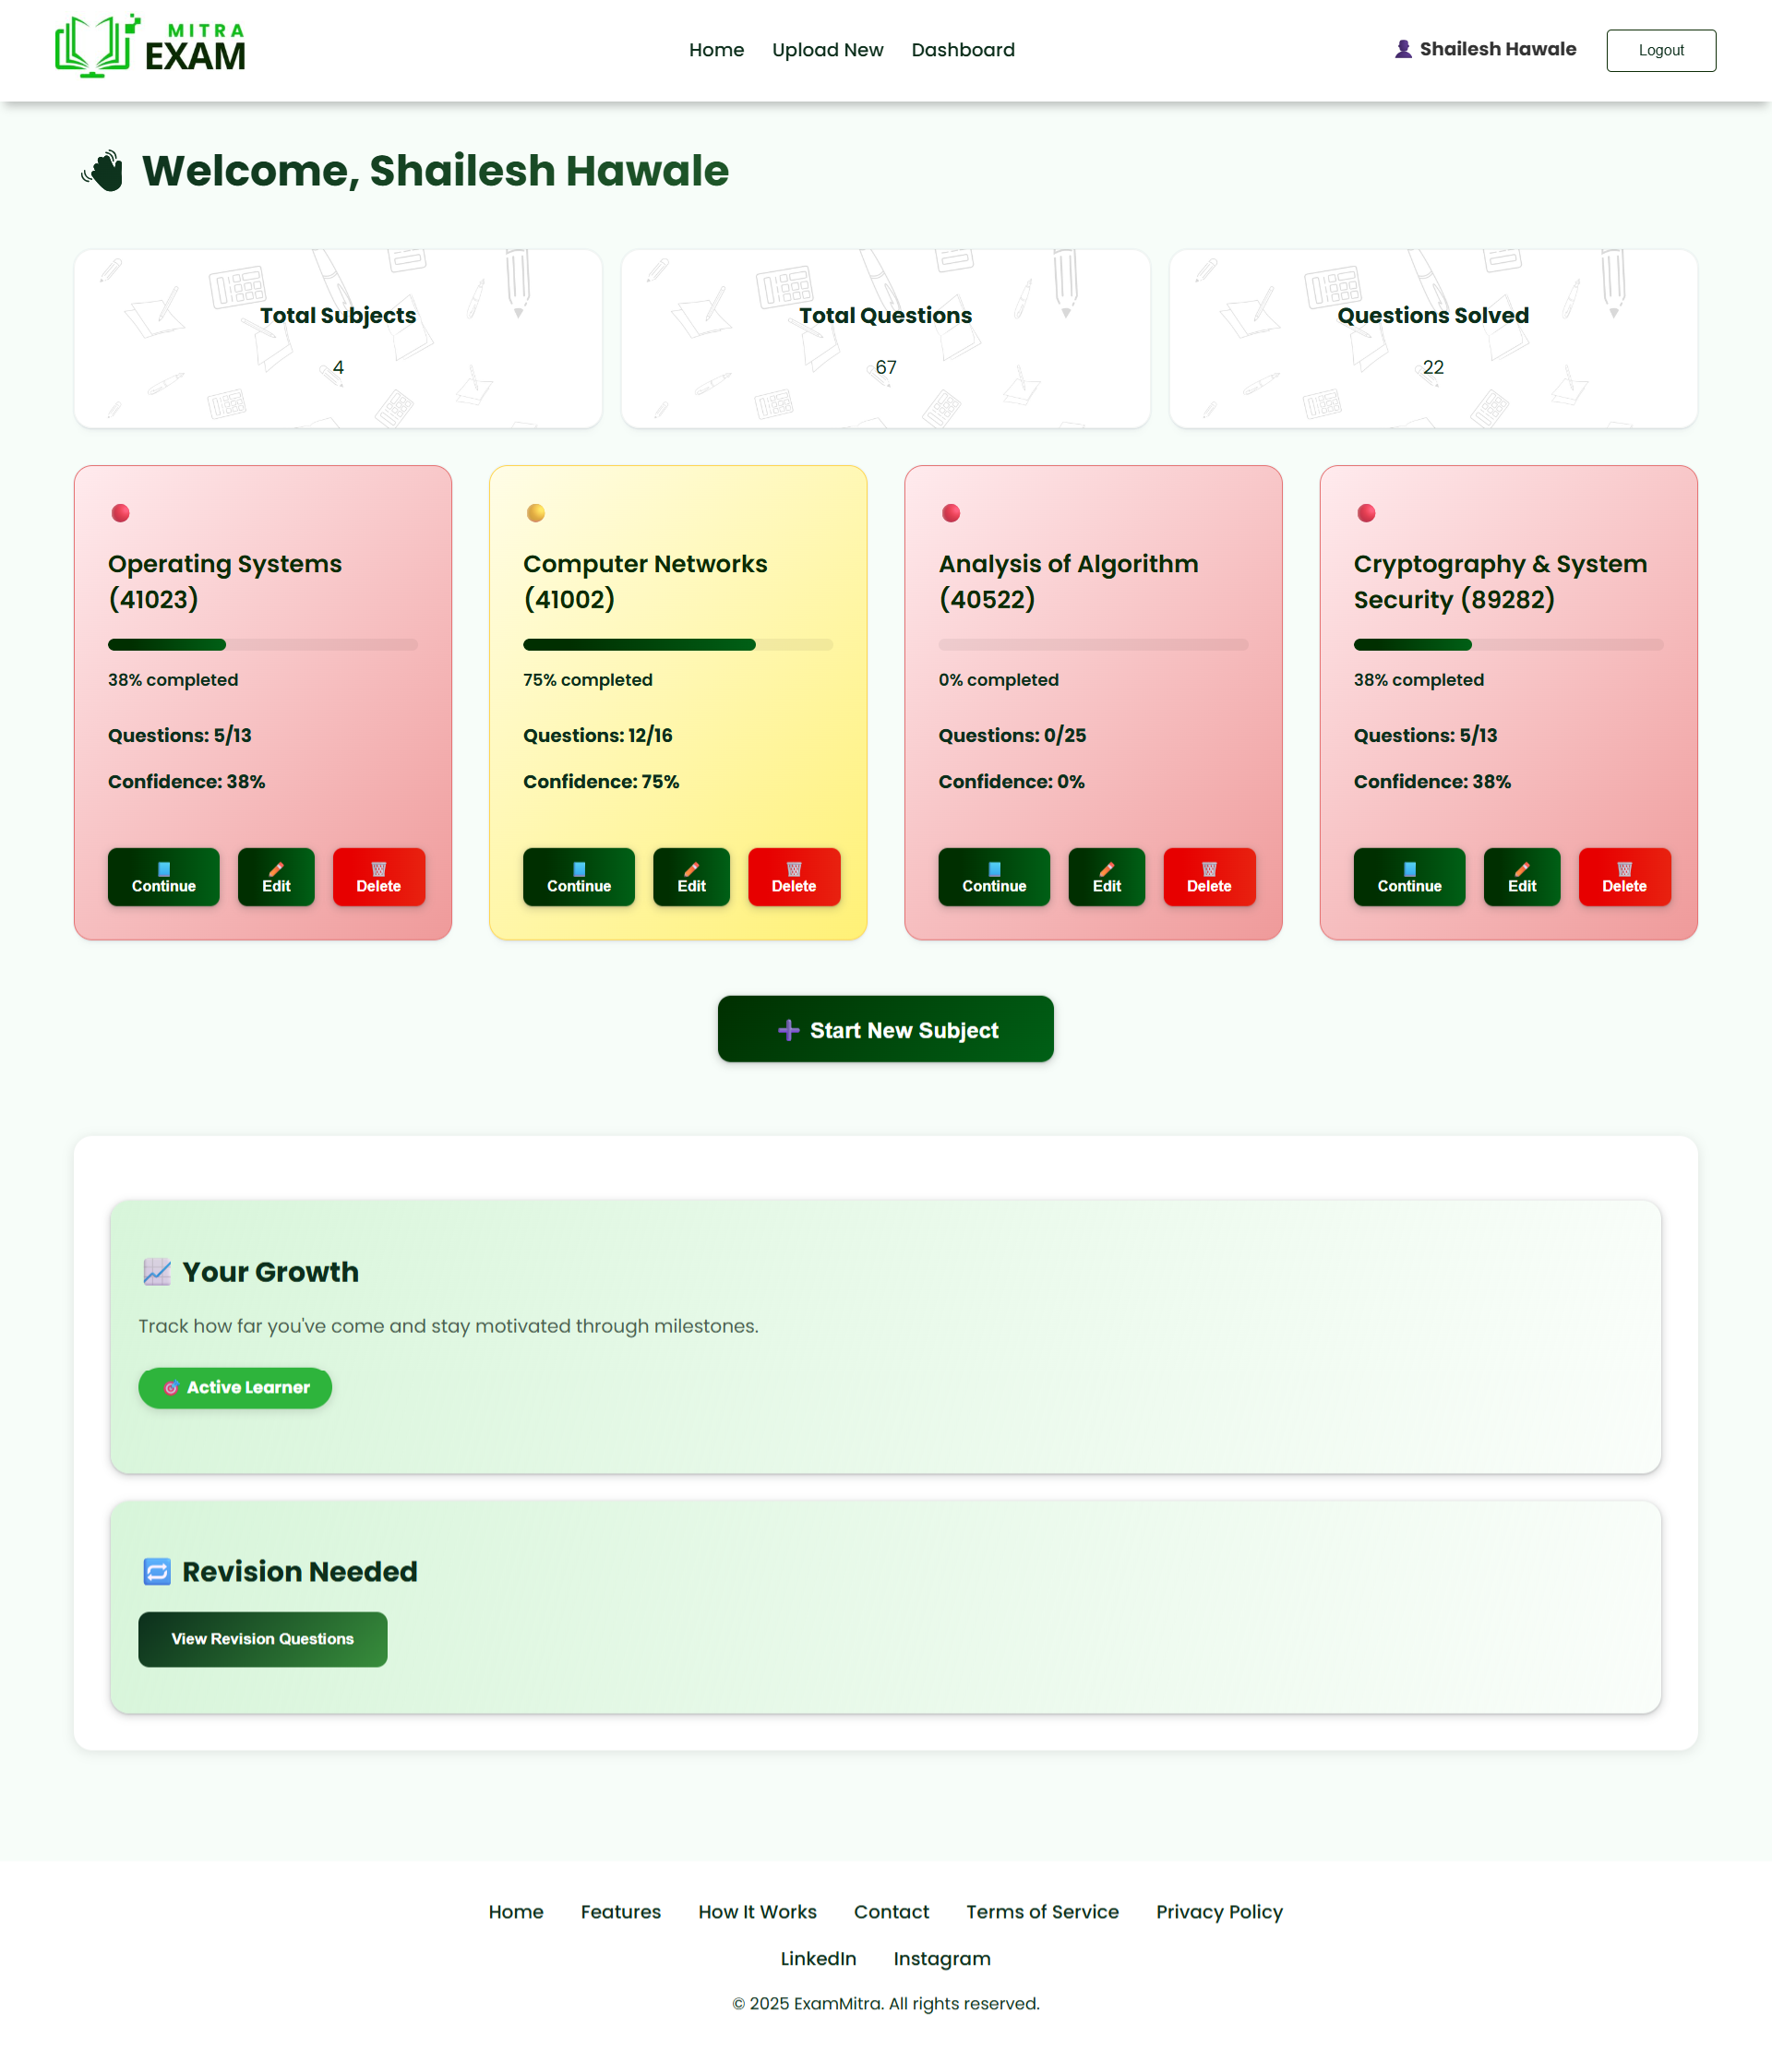 MITRA
EXAM
Home Upload New Dashboard
Shailesh Hawale
Logout
Welcome, Shailesh Hawale
Total Subjects
4
Total Questions
67
Questions Solved
22
Operating Systems
(41023)
38% completed
Questions: 5/13
Confidence: 38%
Continue Edit Delete
Computer Networks
(41002)
75% completed
Questions: 12/16
Confidence: 75%
Continue Edit Delete
Analysis of Algorithm
(40522)
0% completed
Questions: 0/25
Confidence: 0%
Continue Edit Delete
Cryptography & System
Security (89282)
38% completed
Questions: 5/13
Confidence: 38%
Continue Edit Delete
Start New Subject
Your Growth
Track how far you've come and stay motivated through milestones.
Active Learner
Revision Needed
View Revision Questions
Home Features How It Works Contact Terms of Service Privacy Policy
LinkedIn Instagram
© 2025 ExamMitra. All rights reserved.